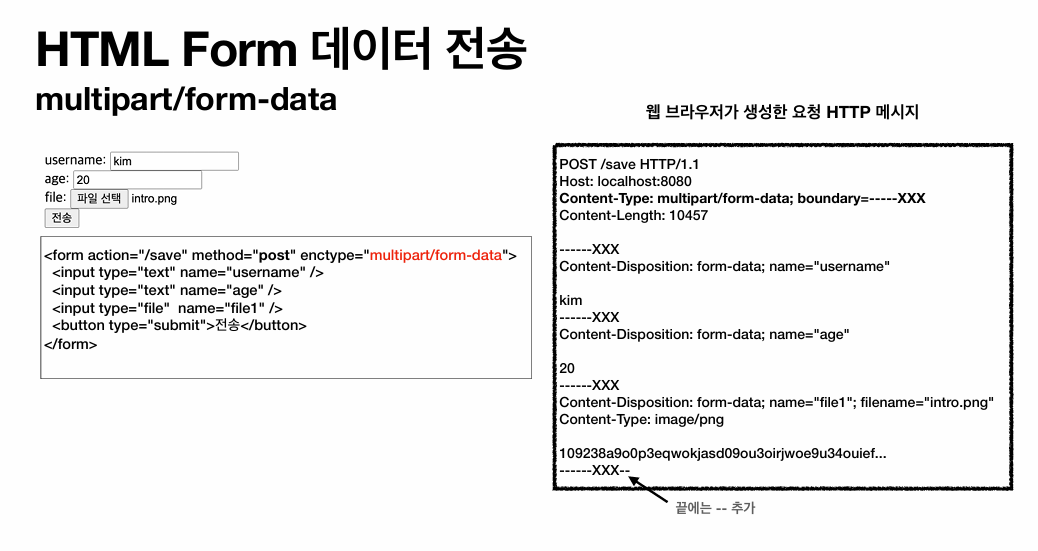 HTML Form 데이터 전송
multipart/form-data
username: kim
age: 20
file: 파일 선택 intro.png
전송
<form action="/save" method="post" enctype="multipart/form-data">
<input type="text" name="username" />
<input type="text" name="age" />
<input type="file"  name="file1" />
<button type="submit">전송</button>
</form>
웹 브라우저가 생성한 요청 HTTP 메시지
POST /save HTTP/1.1
Host: localhost:8080
Content-Type: multipart/form-data; boundary=-----XXX
Content-Length: 10457
------XXX
Content-Disposition: form-data; name="username"
kim
------XXX
Content-Disposition: form-data; name="age"
20
------XXX
Content-Disposition: form-data; name="file1"; filename="intro.png"
Content-Type: image/png
109238a9o0p3eqwokjasd09ou3oirjwoe9u34ouief...
------XXX--
끝에는 -- 추가